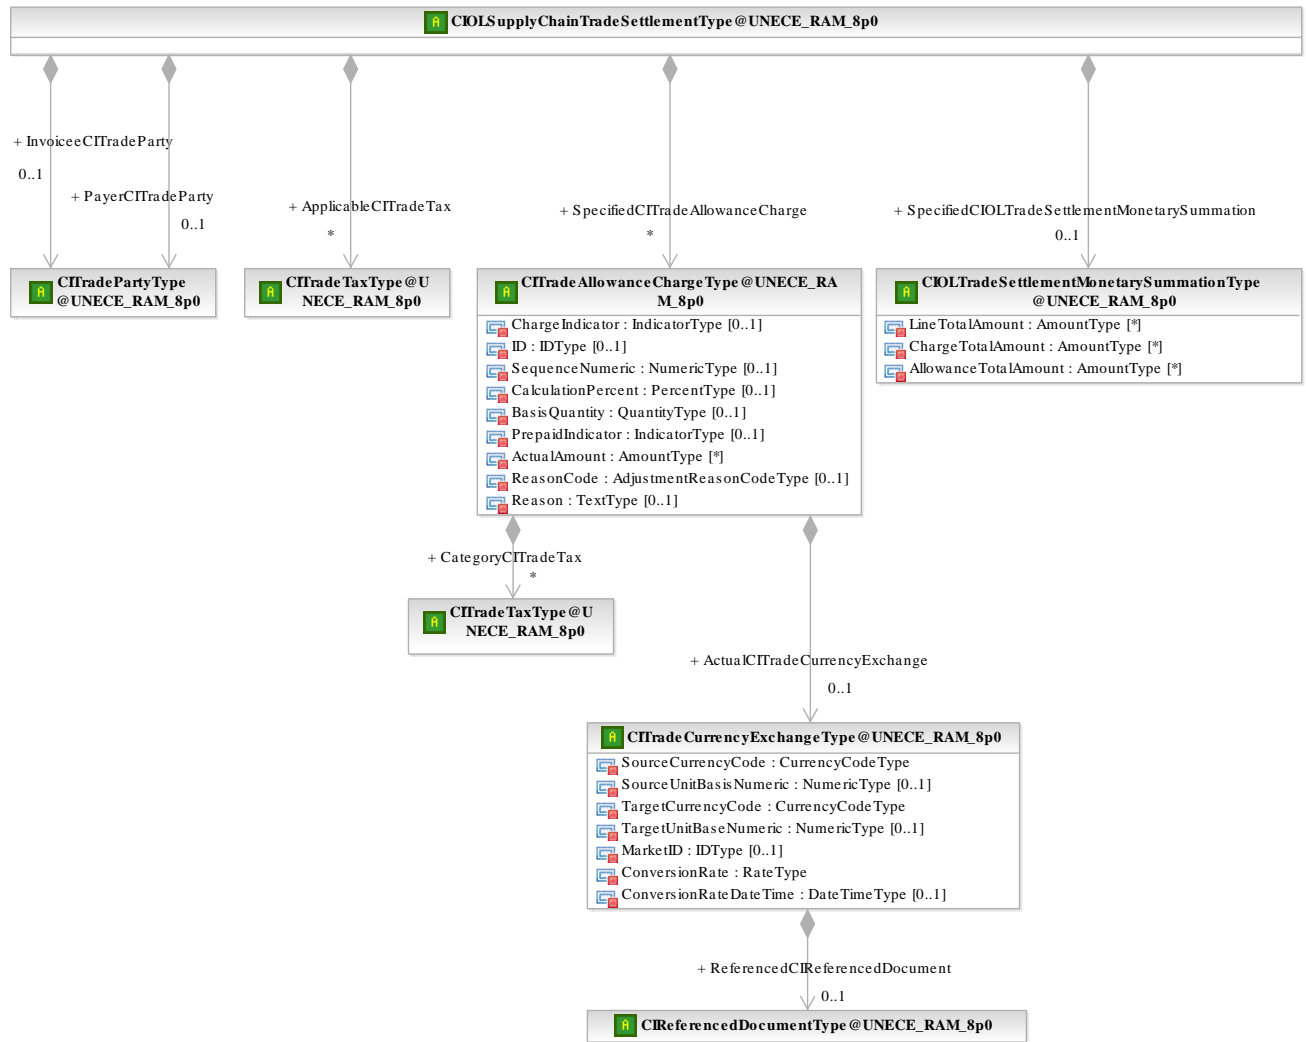 CIOLSupplyChainTradeSettlementType@UNECE_RAM_8p0
+ InvoiceeCITradeParty
0..1
+ PayerCITradeParty
0..1
+ ApplicableCITradeTax
*
+ SpecifiedCITradeAllowanceCharge
*
+ SpecifiedCIOLTradeSettlementMonetarySummation
0..1
CITradePartyType
@UNECE_RAM_8p0
CITradeTaxType@U
NECE_RAM_8p0
CITradeAllowanceChargeType@UNECE_RA
M_8p0
ChargeIndicator : IndicatorType [0..1]
ID : IDType [0..1]
SequenceNumeric : NumericType [0..1]
CalculationPercent : PercentType [0..1]
BasisQuantity : QuantityType [0..1]
PrepaidIndicator : IndicatorType [0..1]
ActualAmount : AmountType [*]
ReasonCode : AdjustmentReasonCodeType [0..1]
Reason : TextType [0..1]
CIOLTradeSettlementMonetarySummationType
@UNECE_RAM_8p0
LineTotalAmount : AmountType [*]
ChargeTotalAmount : AmountType [*]
AllowanceTotalAmount : AmountType [*]
+ CategoryCITradeTax
*
CITradeTaxType@U
NECE_RAM_8p0
+ ActualCITradeCurrencyExchange
0..1
CITradeCurrencyExchangeType@UNECE_RAM_8p0
SourceCurrencyCode : CurrencyCodeType
SourceUnitBasisNumeric : NumericType [0..1]
TargetCurrencyCode : CurrencyCodeType
TargetUnitBaseNumeric : NumericType [0..1]
MarketID : IDType [0..1]
ConversionRate : RateType
ConversionRateDateTime : DateTimeType [0..1]
+ ReferencedCIReferencedDocument
0..1
CIReferencedDocumentType@UNECE_RAM_8p0